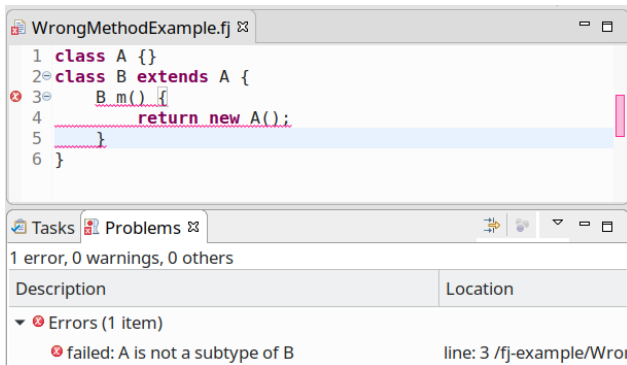 WrongMethodExample.fj
1 class A {}
2 class B extends A {
3 B m() {
4 return new A();
5 }
6 }
Tasks Problems
1 error, 0 warnings, 0 others
Description Location
Errors (1 item)
failed: A is not a subtype of B line: 3 /fj-example/Wro